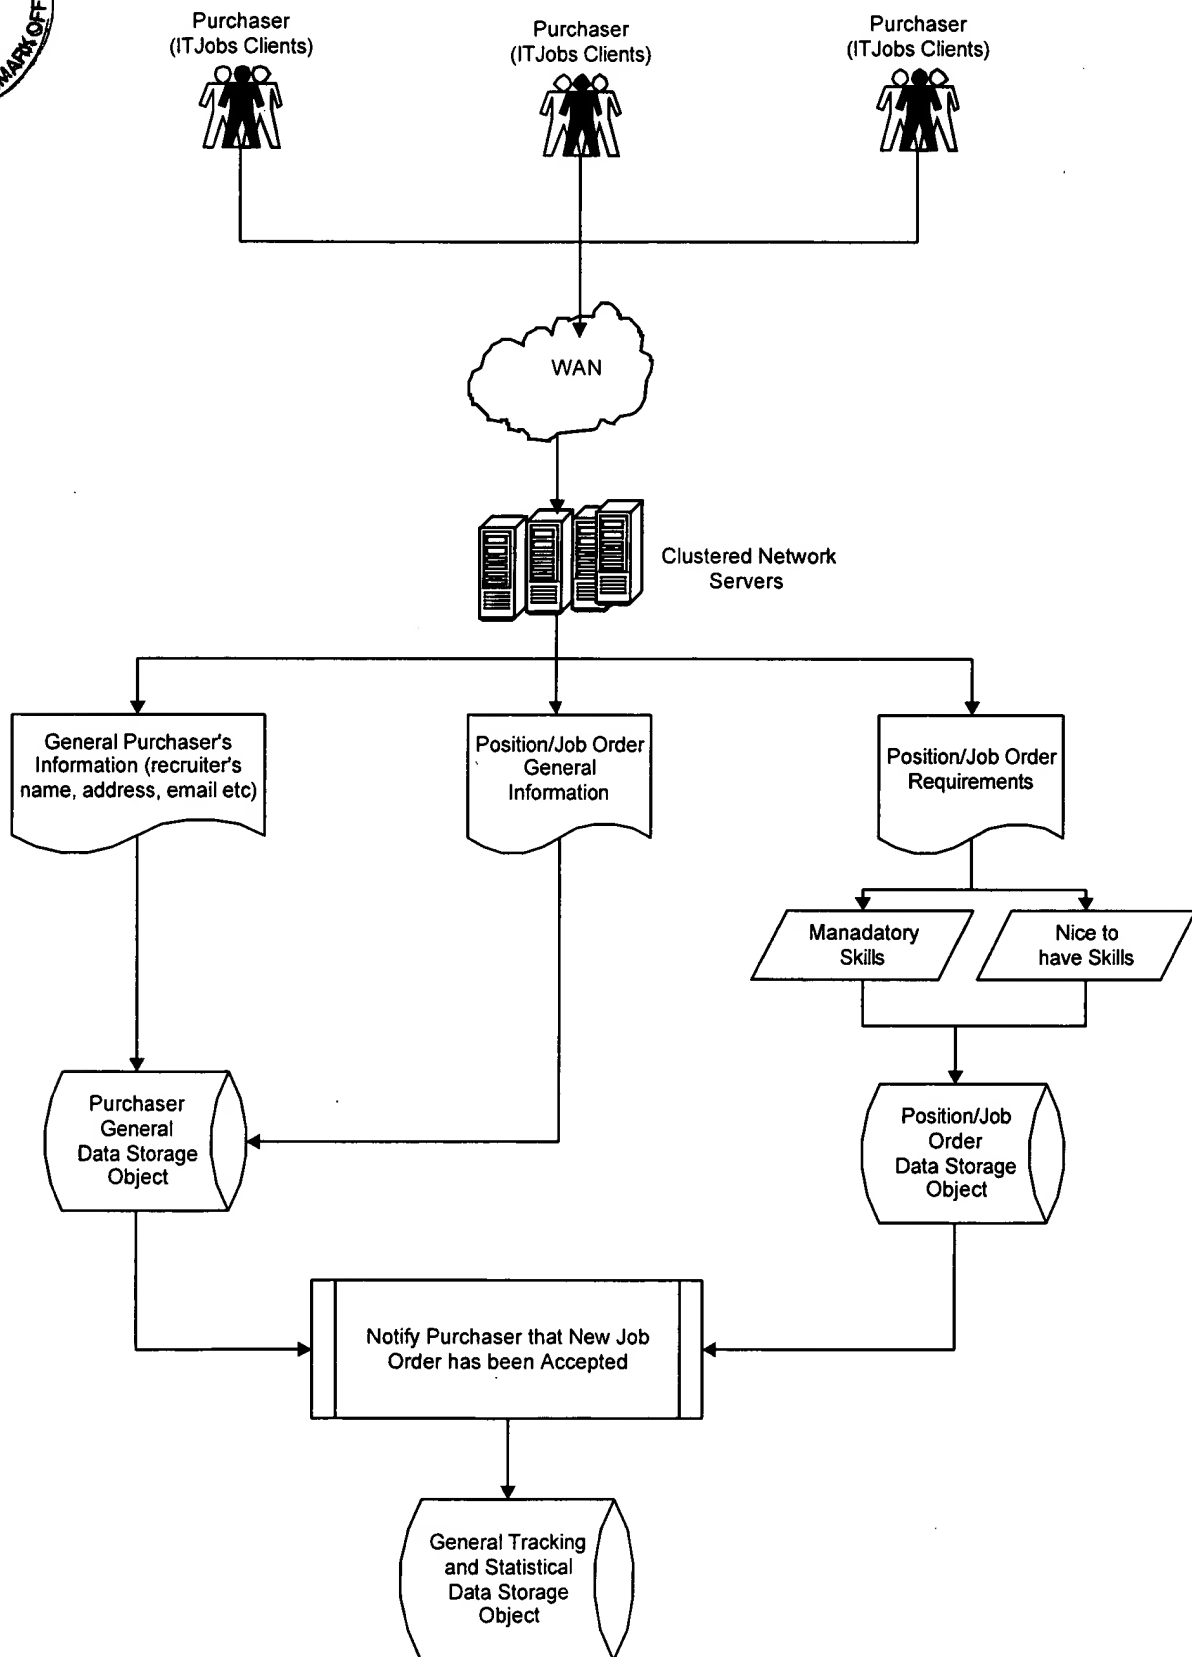 MARK OFF
Purchaser
(ITJobs Clients)
Purchaser
(ITJobs Clients)
Purchaser
(ITJobs Clients)
WAN
Clustered Network
Servers
General Purchaser's
Information (recruiter's
name, address, email etc)
Position/Job Order
General
Information
Position/Job Order
Requirements
Manadatory
Skills
Nice to
have Skills
Purchaser
General
Data Storage
Object
Position/Job
Order
Data Storage
Object
Notify Purchaser that New Job
Order has been Accepted
General Tracking
and Statistical
Data Storage
Object